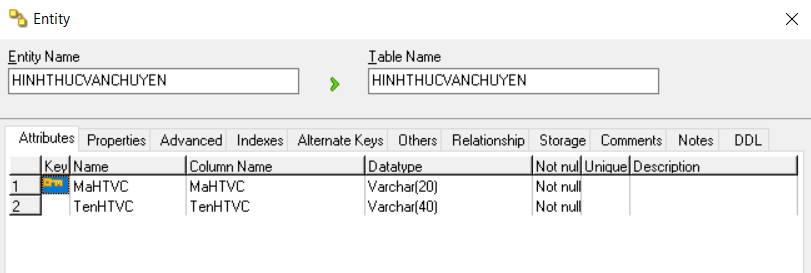 Entity
Entity Name Table Name
HINHTHUCVANCHUYEN HINHTHUCVANCHUYEN
Attributes Properties Advanced Indexes Alternate Keys Others Relationship Storage Comments Notes DDL
Key Name Column Name Datatype Not nul Unique Description
1 MaHTVC MaHTVC Varchar(20) Not null
2 TenHTVC TenHTVC Varchar(40) Not null